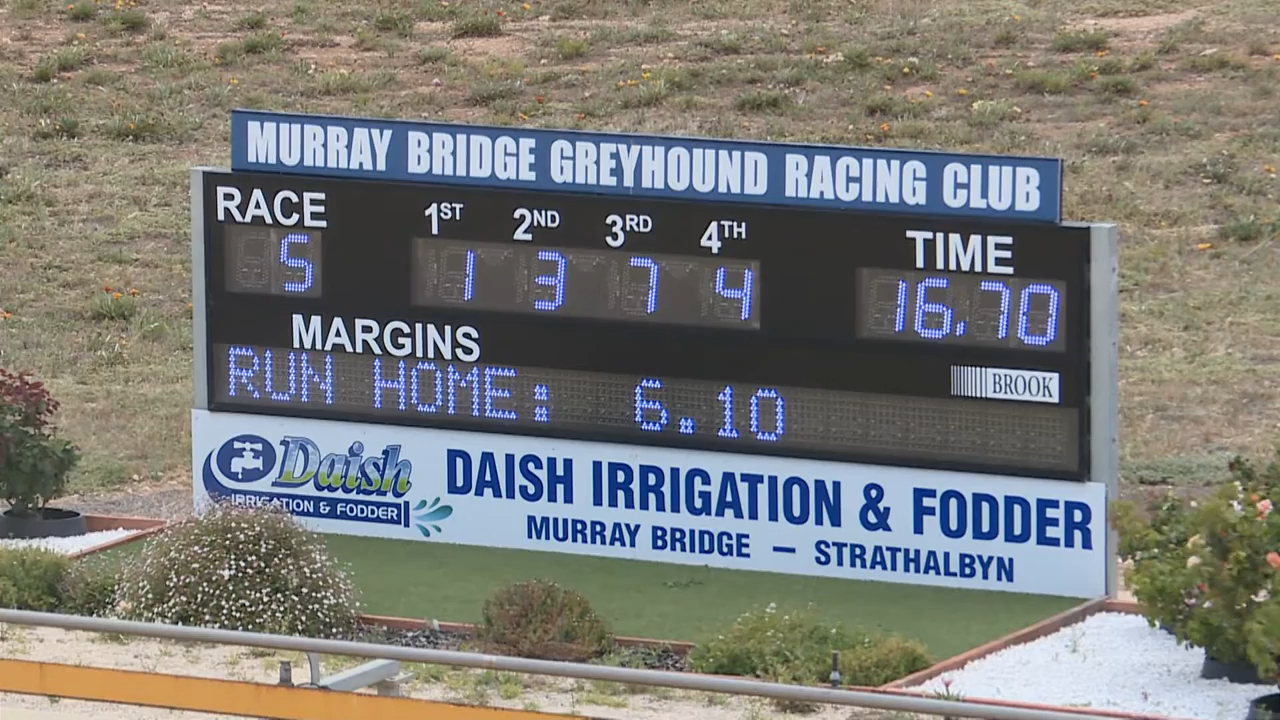 MURRAY BRIDGE GREYHOUND RACING CLUB
RACE 1ST 2ND 3RD 4TH TIME
5 1 3 7 4 16.70
MARGINS
BROOK
RUN HOME: 6.10
Daish
IRRIGATION & FODDER
DAISH IRRIGATION & FODDER
MURRAY BRIDGE – STRATHALBYN